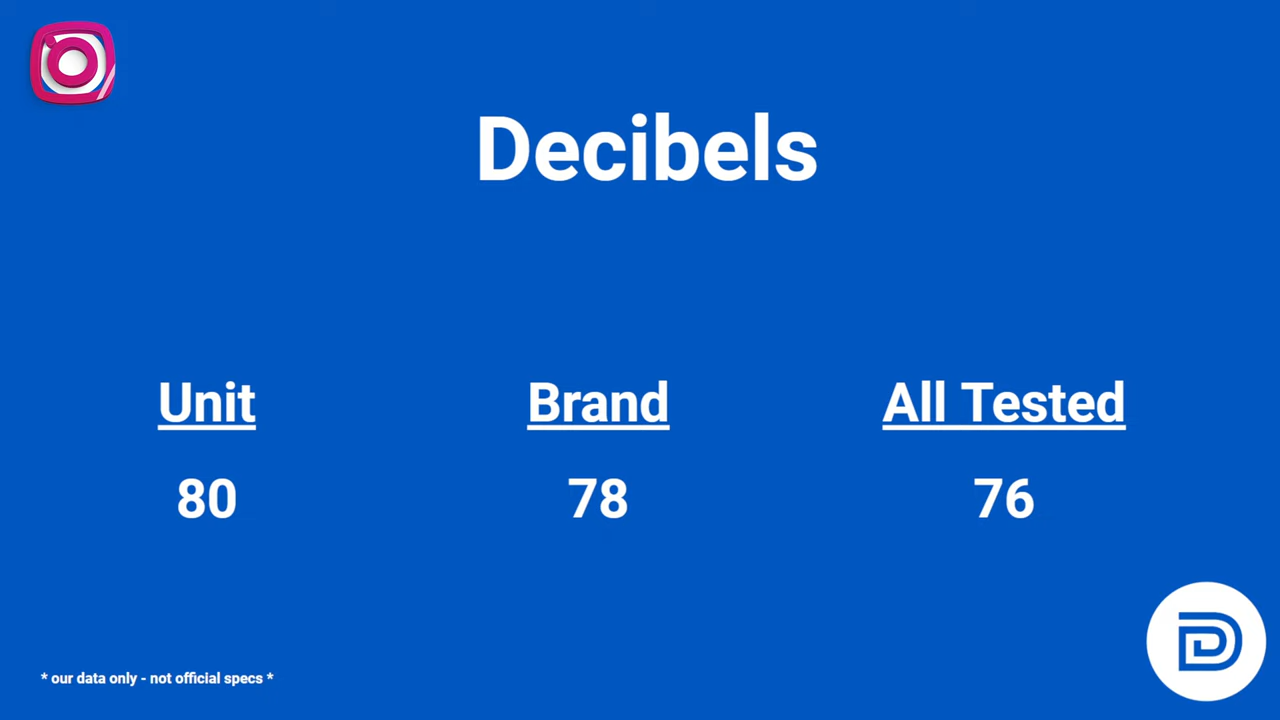 Decibels
Unit Brand All Tested
80 78 76
* our data only - not official specs *